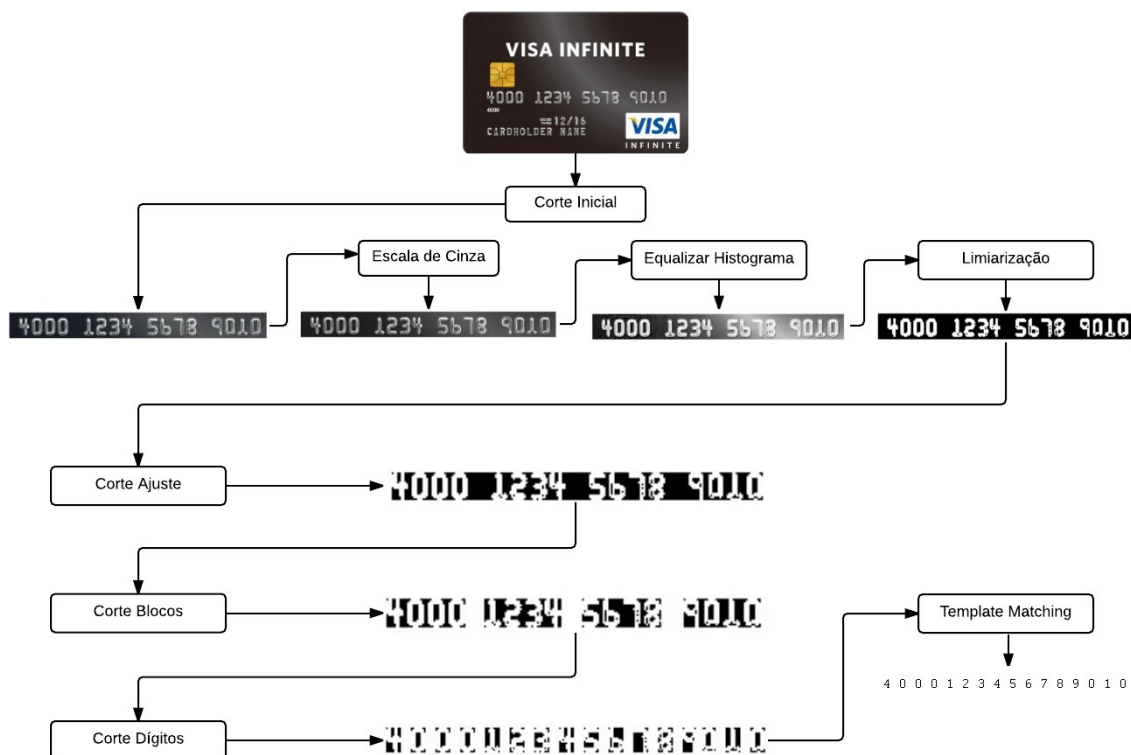 VISA INFINITE
4000 1234 5678 9010
4000
12/16
CARDHOLDER NAME
VISA
INFINITE
Corte Inicial
Escala de Cinza
Equalizar Histograma
Limiarização
4000 1234 5678 9010
4000 1234 5678 9010
4000 1234 5678 9010
4000 1234 5678 9010
Corte Ajuste
4000 1234 5678 9010
Corte Blocos
4000 1234 5678 9010
Template Matching
4 0 0 0 1 2 3 4 5 6 7 8 9 0 1 0
Corte Dígitos
4 0 0 0 1 2 3 4 5 6 7 8 9 0 1 0